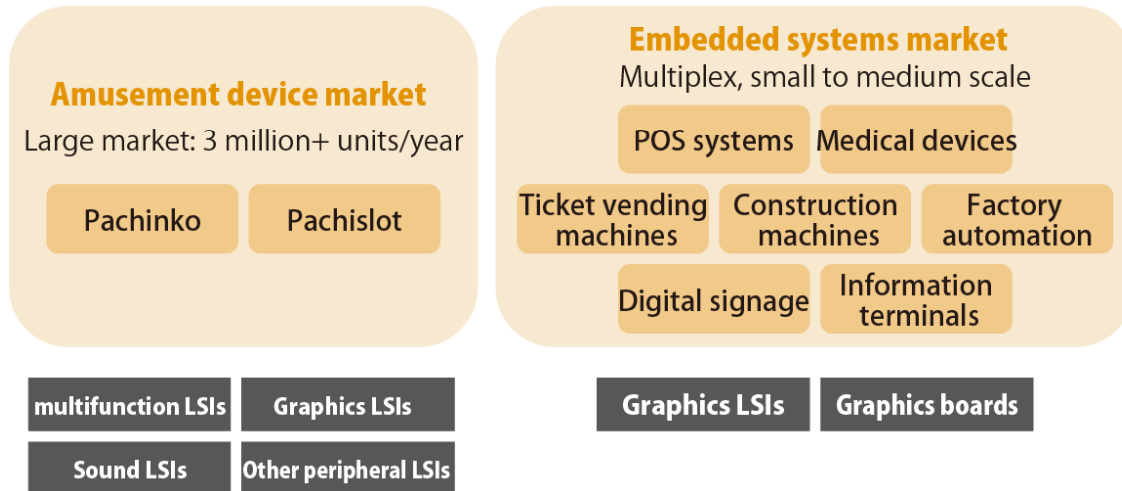 Amusement device market
Large market: 3 million+ units/year
Pachinko
Pachislot
multifunction LSIs
Graphics LSIs
Sound LSIs
Other peripheral LSIs
Embedded systems market
Multiplex, small to medium scale
POS systems
Medical devices
Ticket vending
machines
Construction
machines
Factory
automation
Digital signage
Information
terminals
Graphics LSIs
Graphics boards